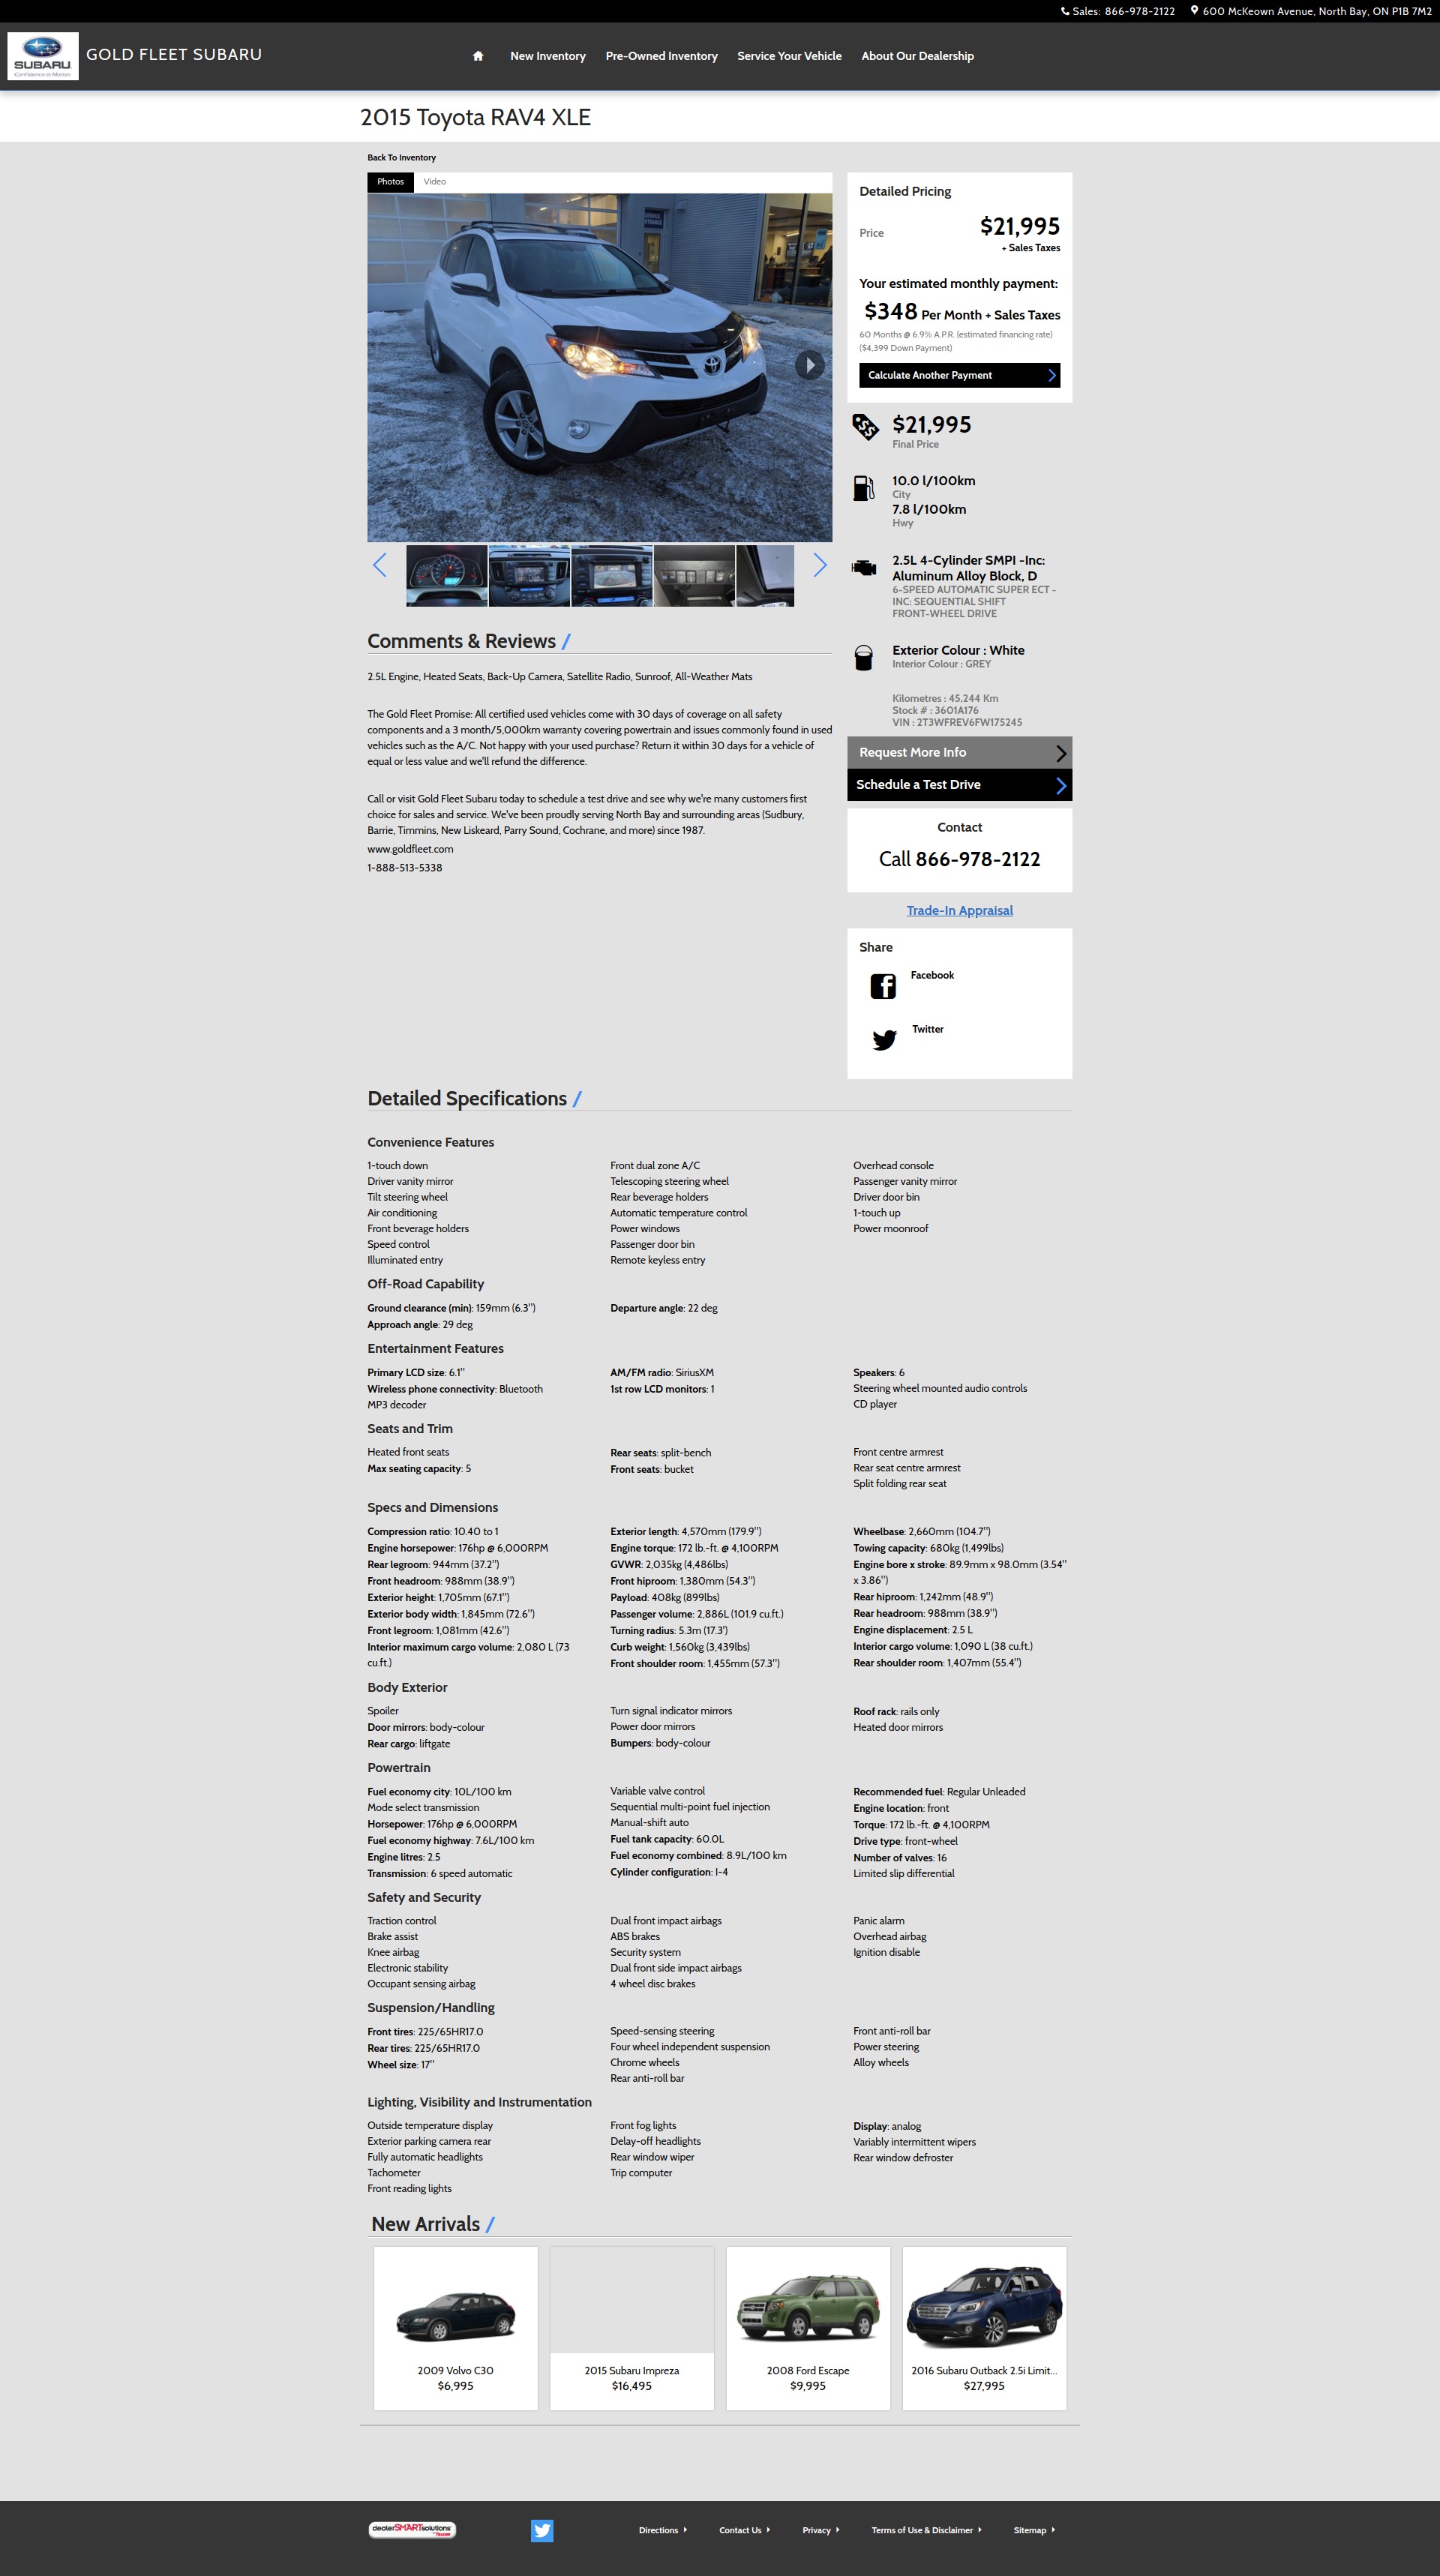 Sales: 866-978-2122 600 McKeown Avenue, North Bay, ON P1B 7M2
SUBARU
Confidence in Motion
GOLD FLEET SUBARU
New Inventory Pre-Owned Inventory Service Your Vehicle About Our Dealership
2015 Toyota RAV4 XLE
Back To Inventory
Photos Video
SERVICE
ENTRANCE
Detailed Pricing
Price $21,995
+ Sales Taxes
Your estimated monthly payment:
$348 Per Month + Sales Taxes
60 Months @ 6.9% A.P.R. (estimated financing rate)
($4,399 Down Payment)
Calculate Another Payment
$21,995
Final Price
10.0 l/100km
City
7.8 l/100km
Hwy
2.5L 4-Cylinder SMPI -Inc:
Aluminum Alloy Block, D
6-SPEED AUTOMATIC SUPER ECT -
INC: SEQUENTIAL SHIFT
FRONT-WHEEL DRIVE
Exterior Colour : White
Interior Colour : GREY
Kilometres : 45,244 Km
Stock # : 3601A176
VIN : 2T3WFREV6FW175245
Request More Info
Schedule a Test Drive
Contact
Call 866-978-2122
Trade-In Appraisal
Share
Facebook
Twitter
Comments & Reviews /
2.5L Engine, Heated Seats, Back-Up Camera, Satellite Radio, Sunroof, All-Weather Mats
The Gold Fleet Promise: All certified used vehicles come with 30 days of coverage on all safety
components and a 3 month/5,000km warranty covering powertrain and issues commonly found in used
vehicles such as the A/C. Not happy with your used purchase? Return it within 30 days for a vehicle of
equal or less value and we'll refund the difference.
Call or visit Gold Fleet Subaru today to schedule a test drive and see why we're many customers first
choice for sales and service. We've been proudly serving North Bay and surrounding areas (Sudbury,
Barrie, Timmins, New Liskeard, Parry Sound, Cochrane, and more) since 1987.
www.goldfleet.com
1-888-513-5338
Detailed Specifications /
Convenience Features
1-touch down Front dual zone A/C Overhead console
Driver vanity mirror Telescoping steering wheel Passenger vanity mirror
Tilt steering wheel Rear beverage holders Driver door bin
Air conditioning Automatic temperature control 1-touch up
Front beverage holders Power windows Power moonroof
Speed control Passenger door bin
Illuminated entry Remote keyless entry
Off-Road Capability
Ground clearance (min): 159mm (6.3") Departure angle: 22 deg
Approach angle: 29 deg
Entertainment Features
Primary LCD size: 6.1" AM/FM radio: SiriusXM Speakers: 6
Wireless phone connectivity: Bluetooth 1st row LCD monitors: 1 Steering wheel mounted audio controls
MP3 decoder CD player
Seats and Trim
Heated front seats Rear seats: split-bench Front centre armrest
Max seating capacity: 5 Front seats: bucket Rear seat centre armrest
Split folding rear seat
Specs and Dimensions
Compression ratio: 10.40 to 1 Exterior length: 4,570mm (179.9") Wheelbase: 2,660mm (104.7")
Engine horsepower: 176hp @ 6,000RPM Engine torque: 172 lb.-ft. @ 4,100RPM Towing capacity: 680kg (1,499lbs)
Rear legroom: 944mm (37.2") GVWR: 2,035kg (4,486lbs) Engine bore x stroke: 89.9mm x 98.0mm (3.54"
Front headroom: 988mm (38.9") Front hiproom: 1,380mm (54.3") x 3.86")
Exterior height: 1,705mm (67.1") Payload: 408kg (899lbs) Rear hiproom: 1,242mm (48.9")
Exterior body width: 1,845mm (72.6") Passenger volume: 2,886L (101.9 cu.ft.) Rear headroom: 988mm (38.9")
Front legroom: 1,081mm (42.6") Turning radius: 5.3m (17.3') Engine displacement: 2.5 L
Interior maximum cargo volume: 2,080 L (73 Curb weight: 1,560kg (3,439lbs) Interior cargo volume: 1,090 L (38 cu.ft.)
cu.ft.) Front shoulder room: 1,455mm (57.3") Rear shoulder room: 1,407mm (55.4")
Body Exterior
Spoiler Turn signal indicator mirrors Roof rack: rails only
Door mirrors: body-colour Power door mirrors Heated door mirrors
Rear cargo: liftgate Bumpers: body-colour
Powertrain
Fuel economy city: 10L/100 km Variable valve control Recommended fuel: Regular Unleaded
Mode select transmission Sequential multi-point fuel injection Engine location: front
Horsepower: 176hp @ 6,000RPM Manual-shift auto Torque: 172 lb.-ft. @ 4,100RPM
Fuel economy highway: 7.6L/100 km Fuel tank capacity: 60.0L Drive type: front-wheel
Engine litres: 2.5 Fuel economy combined: 8.9L/100 km Number of valves: 16
Transmission: 6 speed automatic Cylinder configuration: I-4 Limited slip differential
Safety and Security
Traction control Dual front impact airbags Panic alarm
Brake assist ABS brakes Overhead airbag
Knee airbag Security system Ignition disable
Electronic stability Dual front side impact airbags
Occupant sensing airbag 4 wheel disc brakes
Suspension/Handling
Front tires: 225/65HR17.0 Speed-sensing steering Front anti-roll bar
Rear tires: 225/65HR17.0 Four wheel independent suspension Power steering
Wheel size: 17" Chrome wheels Alloy wheels
Rear anti-roll bar
Lighting, Visibility and Instrumentation
Outside temperature display Front fog lights Display: analog
Exterior parking camera rear Delay-off headlights Variably intermittent wipers
Fully automatic headlights Rear window wiper Rear window defroster
Tachometer Trip computer
Front reading lights
New Arrivals /
2009 Volvo C30 2015 Subaru Impreza 2008 Ford Escape 2016 Subaru Outback 2.5i Limit...
$6,995 $16,495 $9,995 $27,995
dealerSMARTsolutions Directions Contact Us Privacy Terms of Use & Disclaimer Sitemap